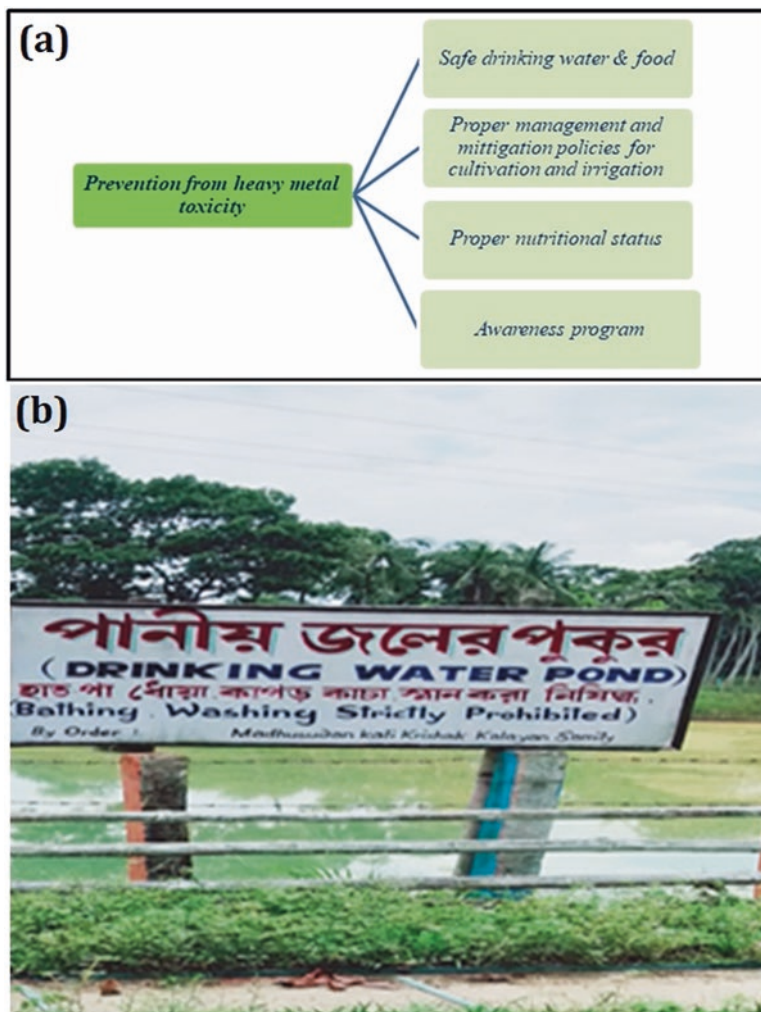 (a)
Safe drinking water & food
Proper management and
mittigation policies for
cultivation and irrigation
Prevention from heavy metal
toxicity
Proper nutritional status
Awareness program
(b)
পানীয় জলের পুকুর
(DRINKING WATER POND)
হাত পা ধোয়া কাপড় কাচা স্নান করা নিষিদ্ধ.
(Bathing. Washing Strictly Prohibited)
By Order : Madhusudan kati Krishak Kalayan Samity